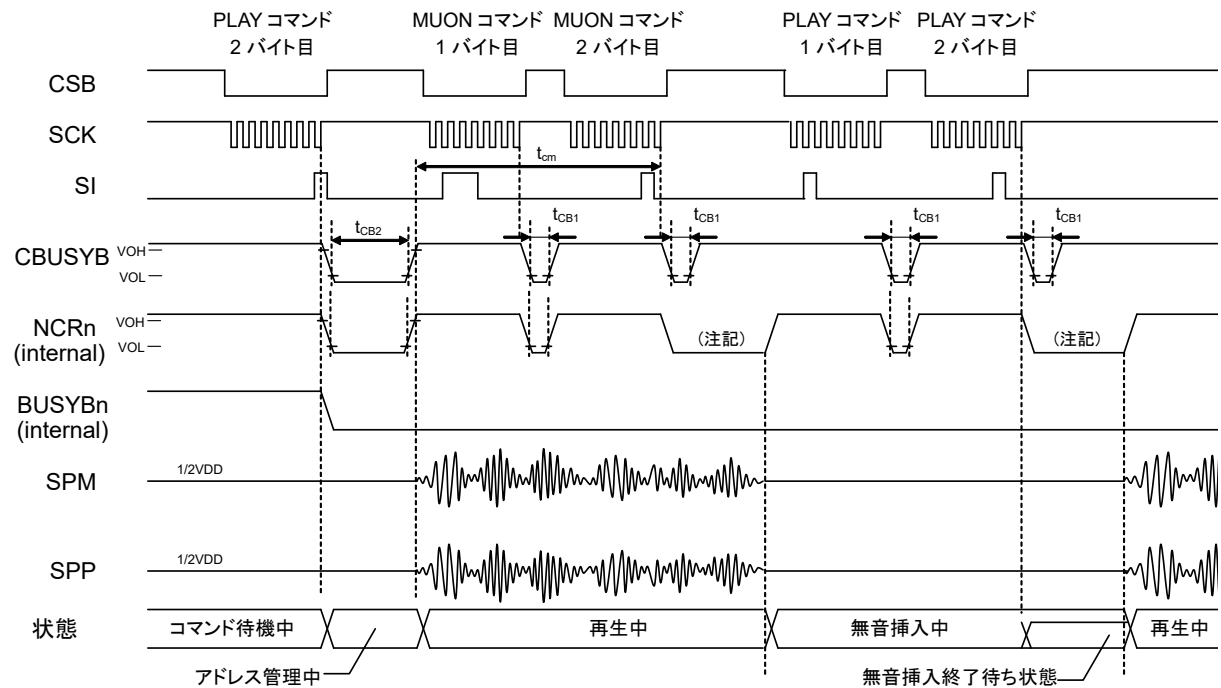 PLAY コマンド
2 バイト目
MUON コマンド
1 バイト目
MUON コマンド
2 バイト目
PLAY コマンド
1 バイト目
PLAY コマンド
2 バイト目
CSB
SCK
tcm
SI
tCB2
tCB1
tCB1
tCB1
tCB1
CBUSYB
VOH
VOL
NCRn
(internal)
VOH
VOL
(注記)
(注記)
BUSYBn
(internal)
SPM
1/2VDD
SPP
1/2VDD
状態
コマンド待機中
再生中
無音挿入中
再生中
アドレス管理中
無音挿入終了待ち状態